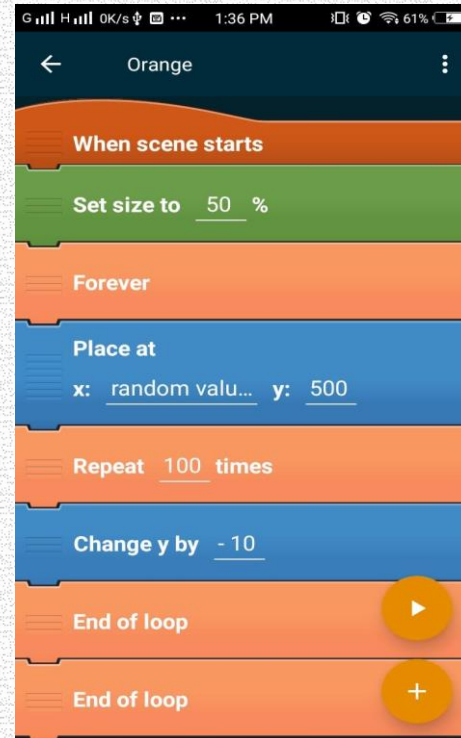 G H 0K/s ··· 1:36 PM 61%
Orange
When scene starts
Set size to 50 %
Forever
Place at
x: random valu... y: 500
Repeat 100 times
Change y by - 10
End of loop
End of loop